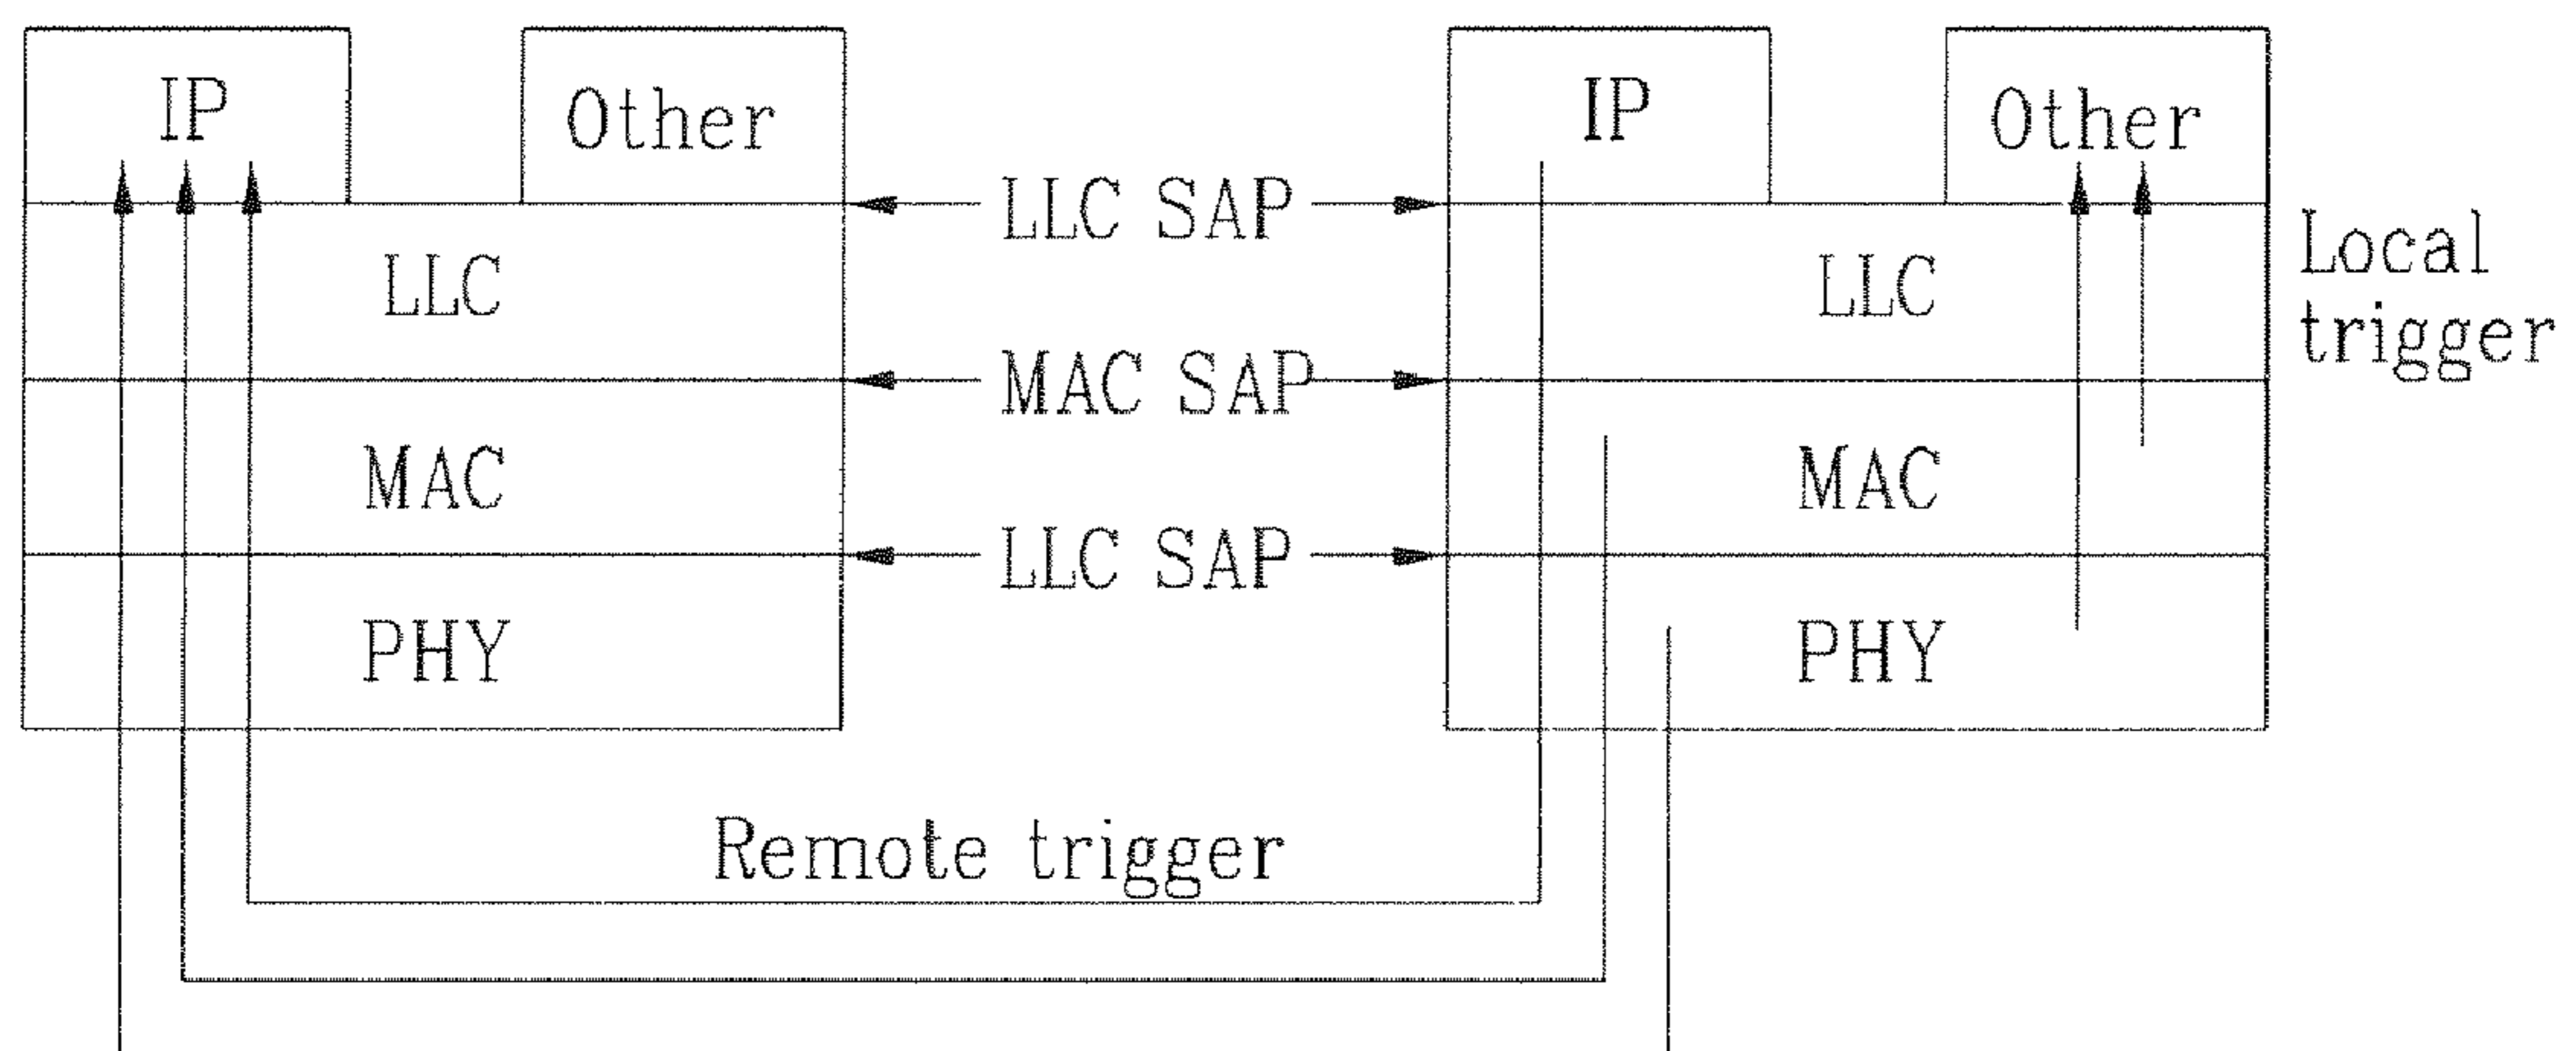 IP
Other
IP
Other
LLC SAP
LLC
LLC
Local
trigger
MAC SAP
MAC
MAC
LLC SAP
PHY
PHY
Remote trigger